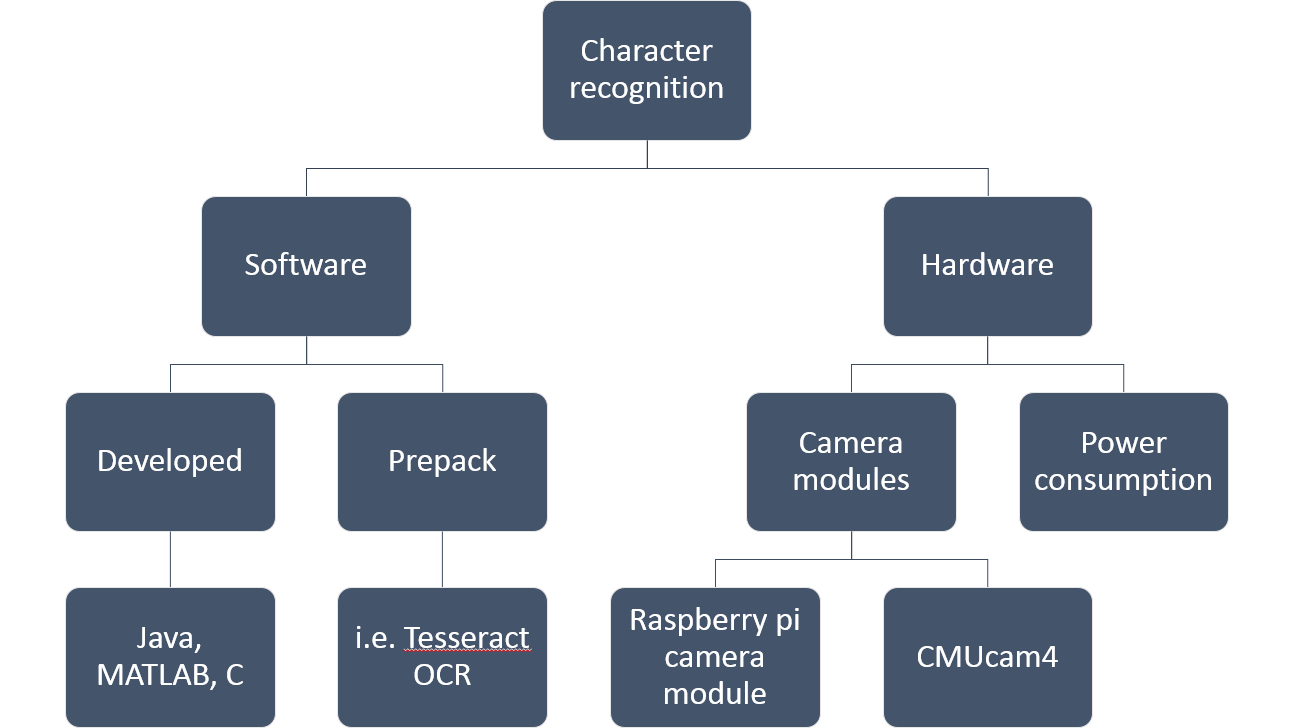 Character
recognition
Software
Hardware
Developed
Prepack
Camera
modules
Power
consumption
Java,
MATLAB, C
i.e. Tesseract
OCR
Raspberry pi
camera
module
CMUcam4